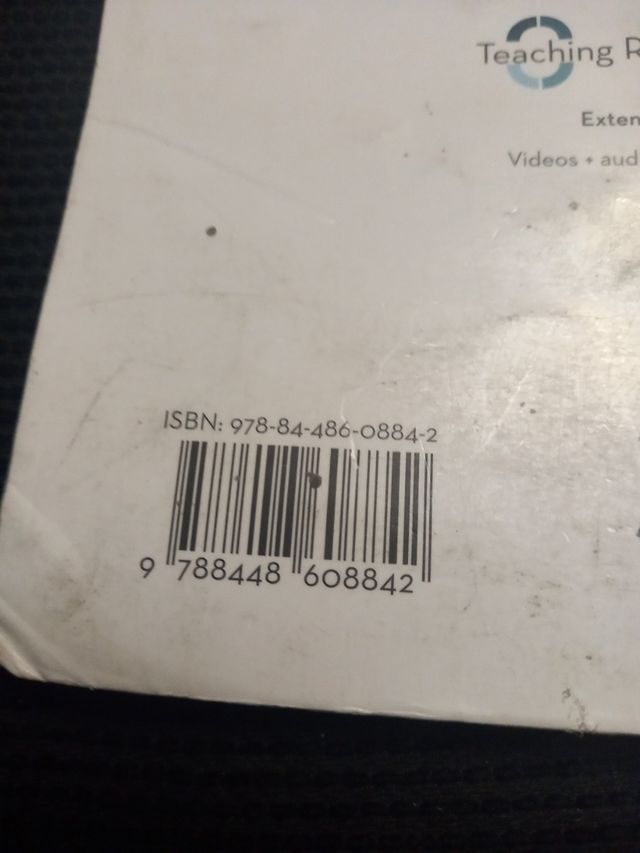 Teaching R
Exten
Videos + aud
ISBN: 978-84-486-0884-2
9 788448 608842